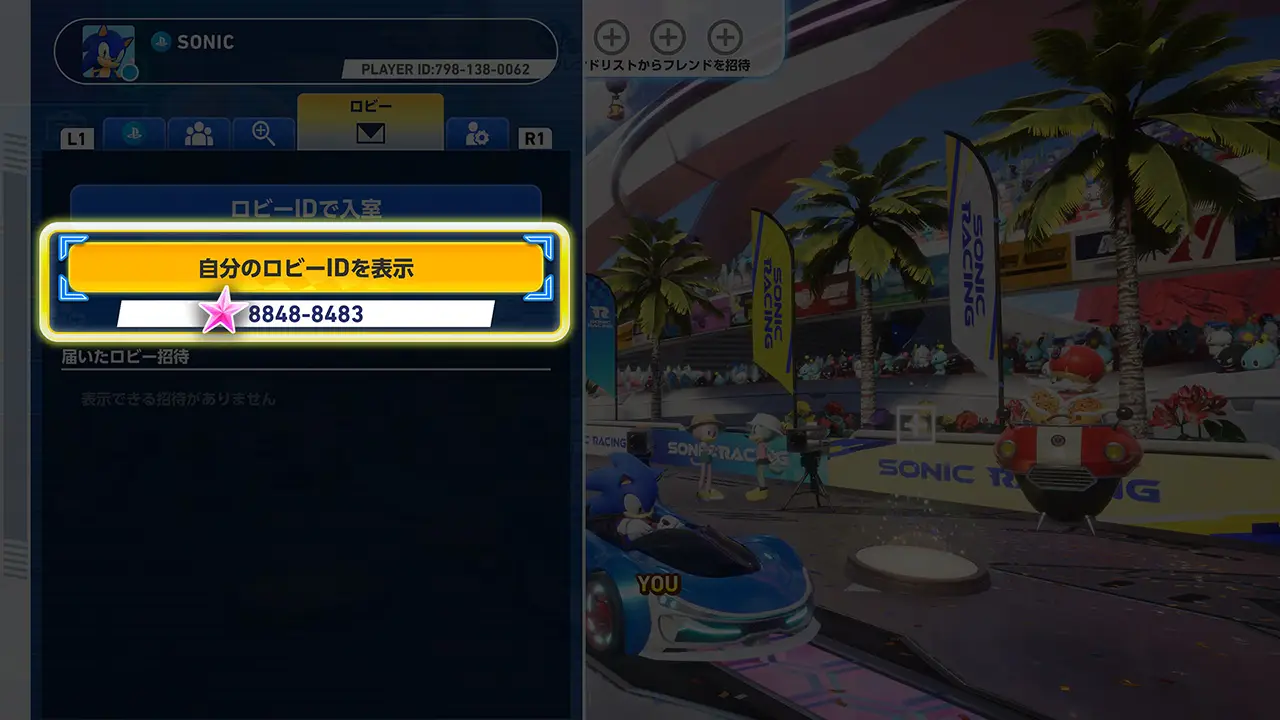 SONIC
PLAYER ID:798-138-0062
ドリストからフレンドを招待
L1
ロビー
R1
ロビーIDで入室
自分のロビーIDを表示
8848-8483
届いたロビー招待
表示できる招待がありません
SONIC RACING
SONIC RACING
SONIC RACING
SONIC R NG
YOU